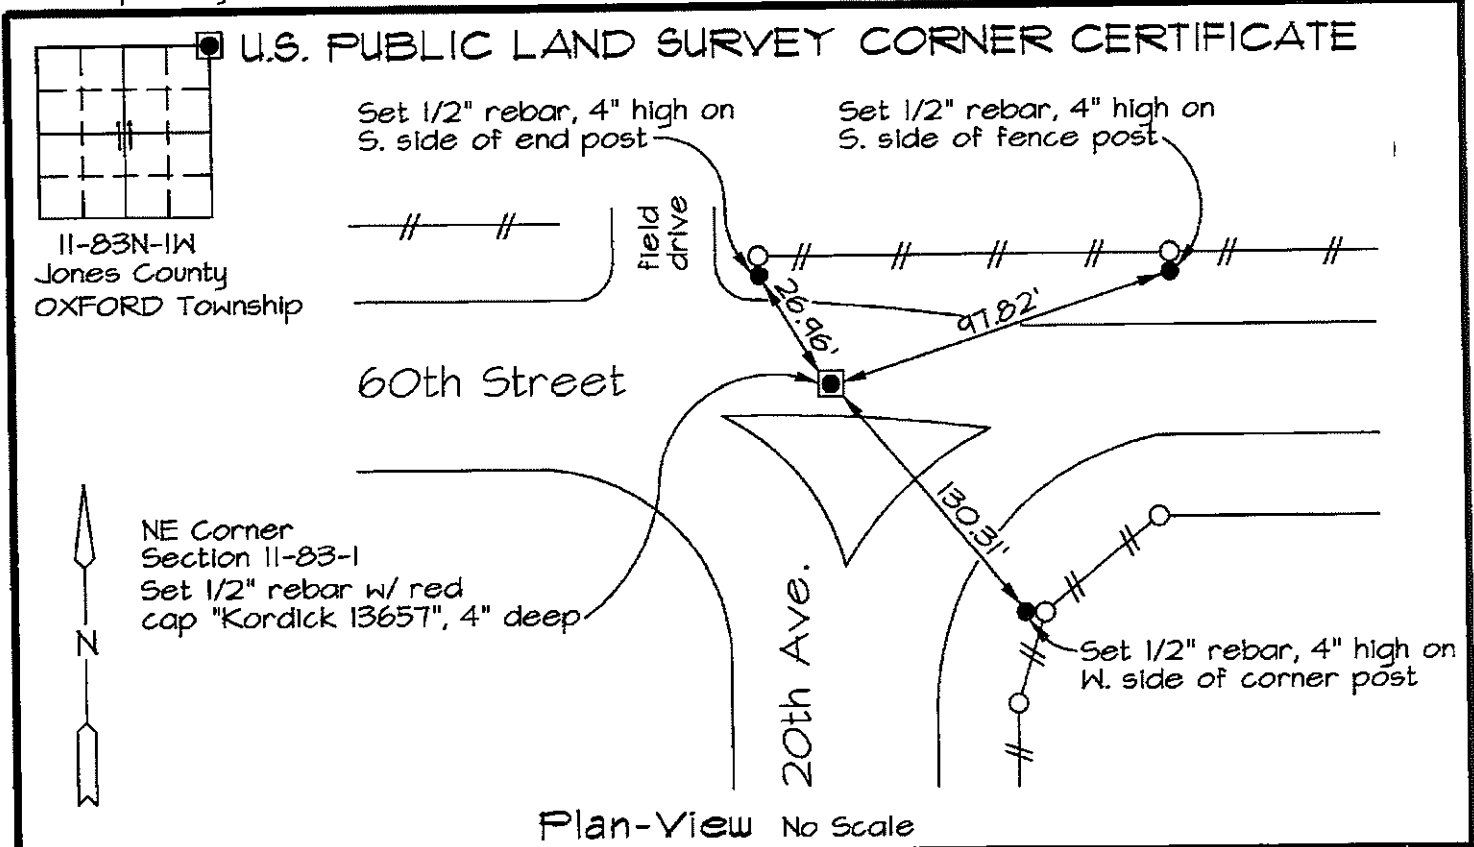 U.S. PUBLIC LAND SURVEY CORNER CERTIFICATE
11
11-83N-1W
Jones County
OXFORD Township
Set 1/2" rebar, 4" high on
S. side of end post
Set 1/2" rebar, 4" high on
S. side of fence post
field
drive
26.96'
97.82'
60th Street
130.31'
NE Corner
Section 11-83-1
Set 1/2" rebar w/ red
cap "Kordick 13657", 4" deep
N
20th Ave.
Set 1/2" rebar, 4" high on
W. side of corner post
Plan-View No Scale